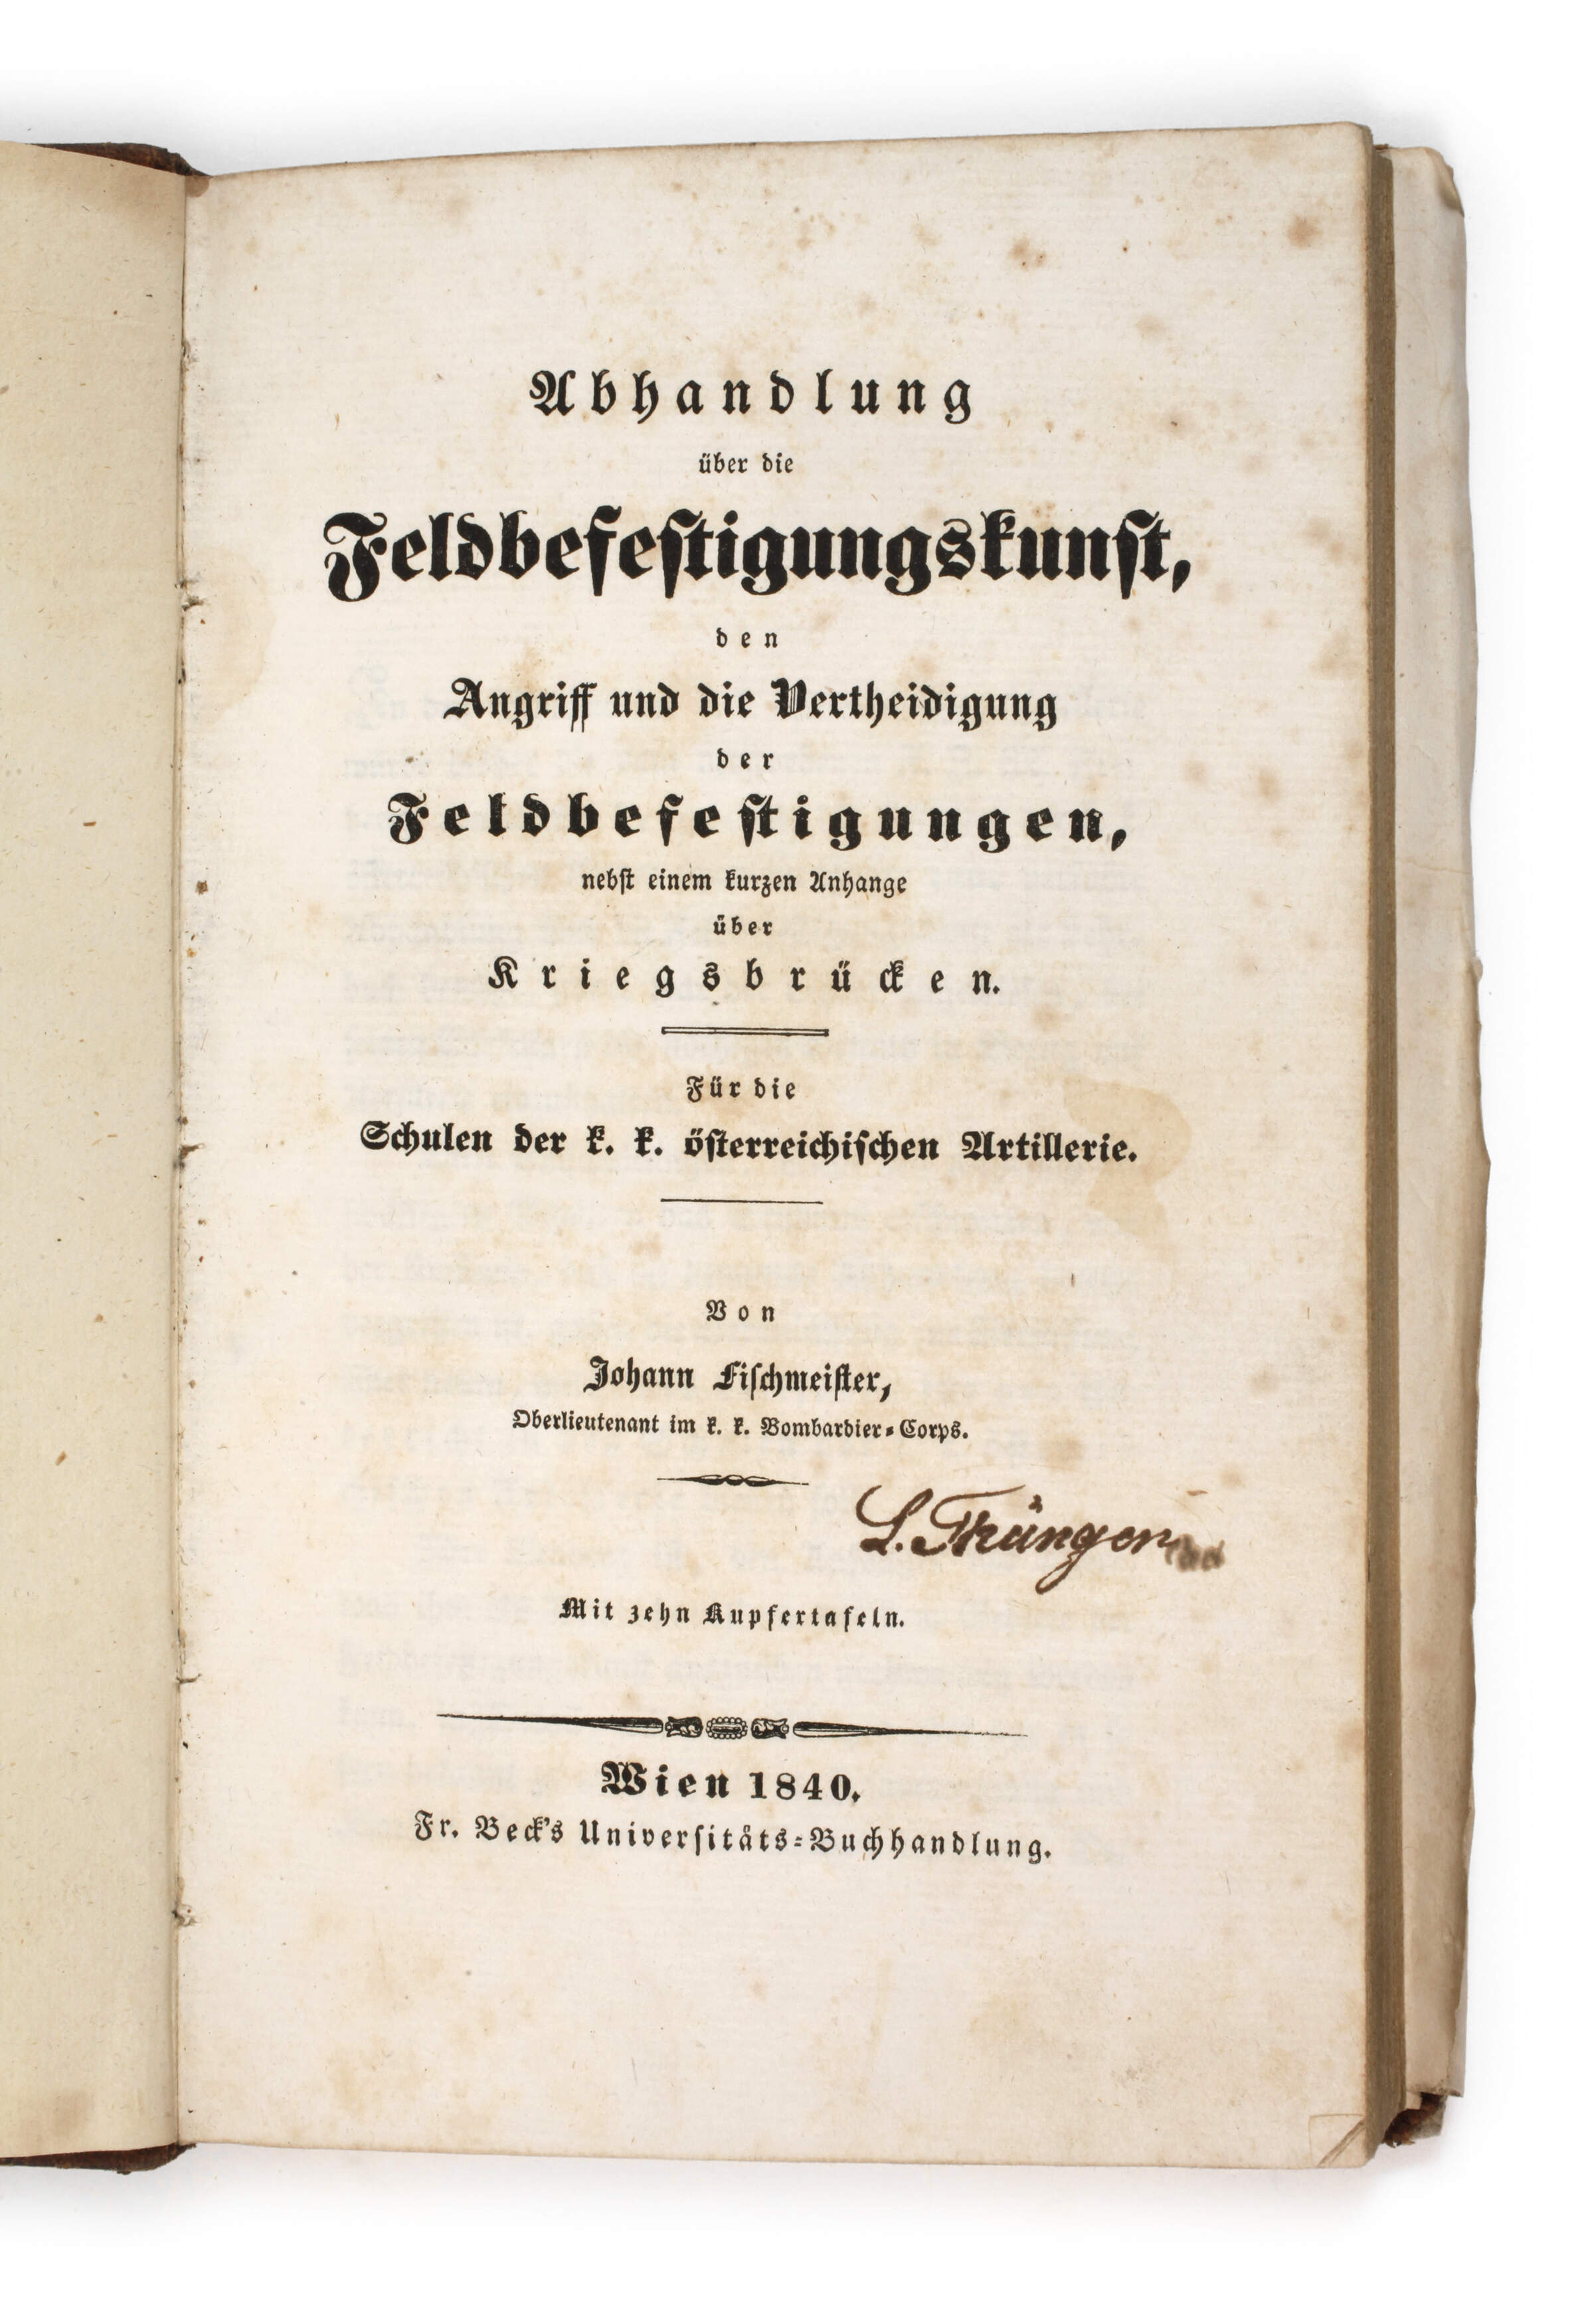 Abhandlung
über die
Feldbefestigungskunst,
den
Angriff und die Vertheidigung
der
Feldbefestigungen,
nebst einem kurzen Anhange
über
Kriegsbrücken.
Für die
Schulen der k. k. österreichischen Artillerie.
Von
Johann Fischmeister,
Oberlieutenant im k. k. Bombardier-Corps.
L. Thüngen
Mit zehn Kupfertafeln.
Wien 1840.
Fr. Beck's Universitäts-Buchhandlung.